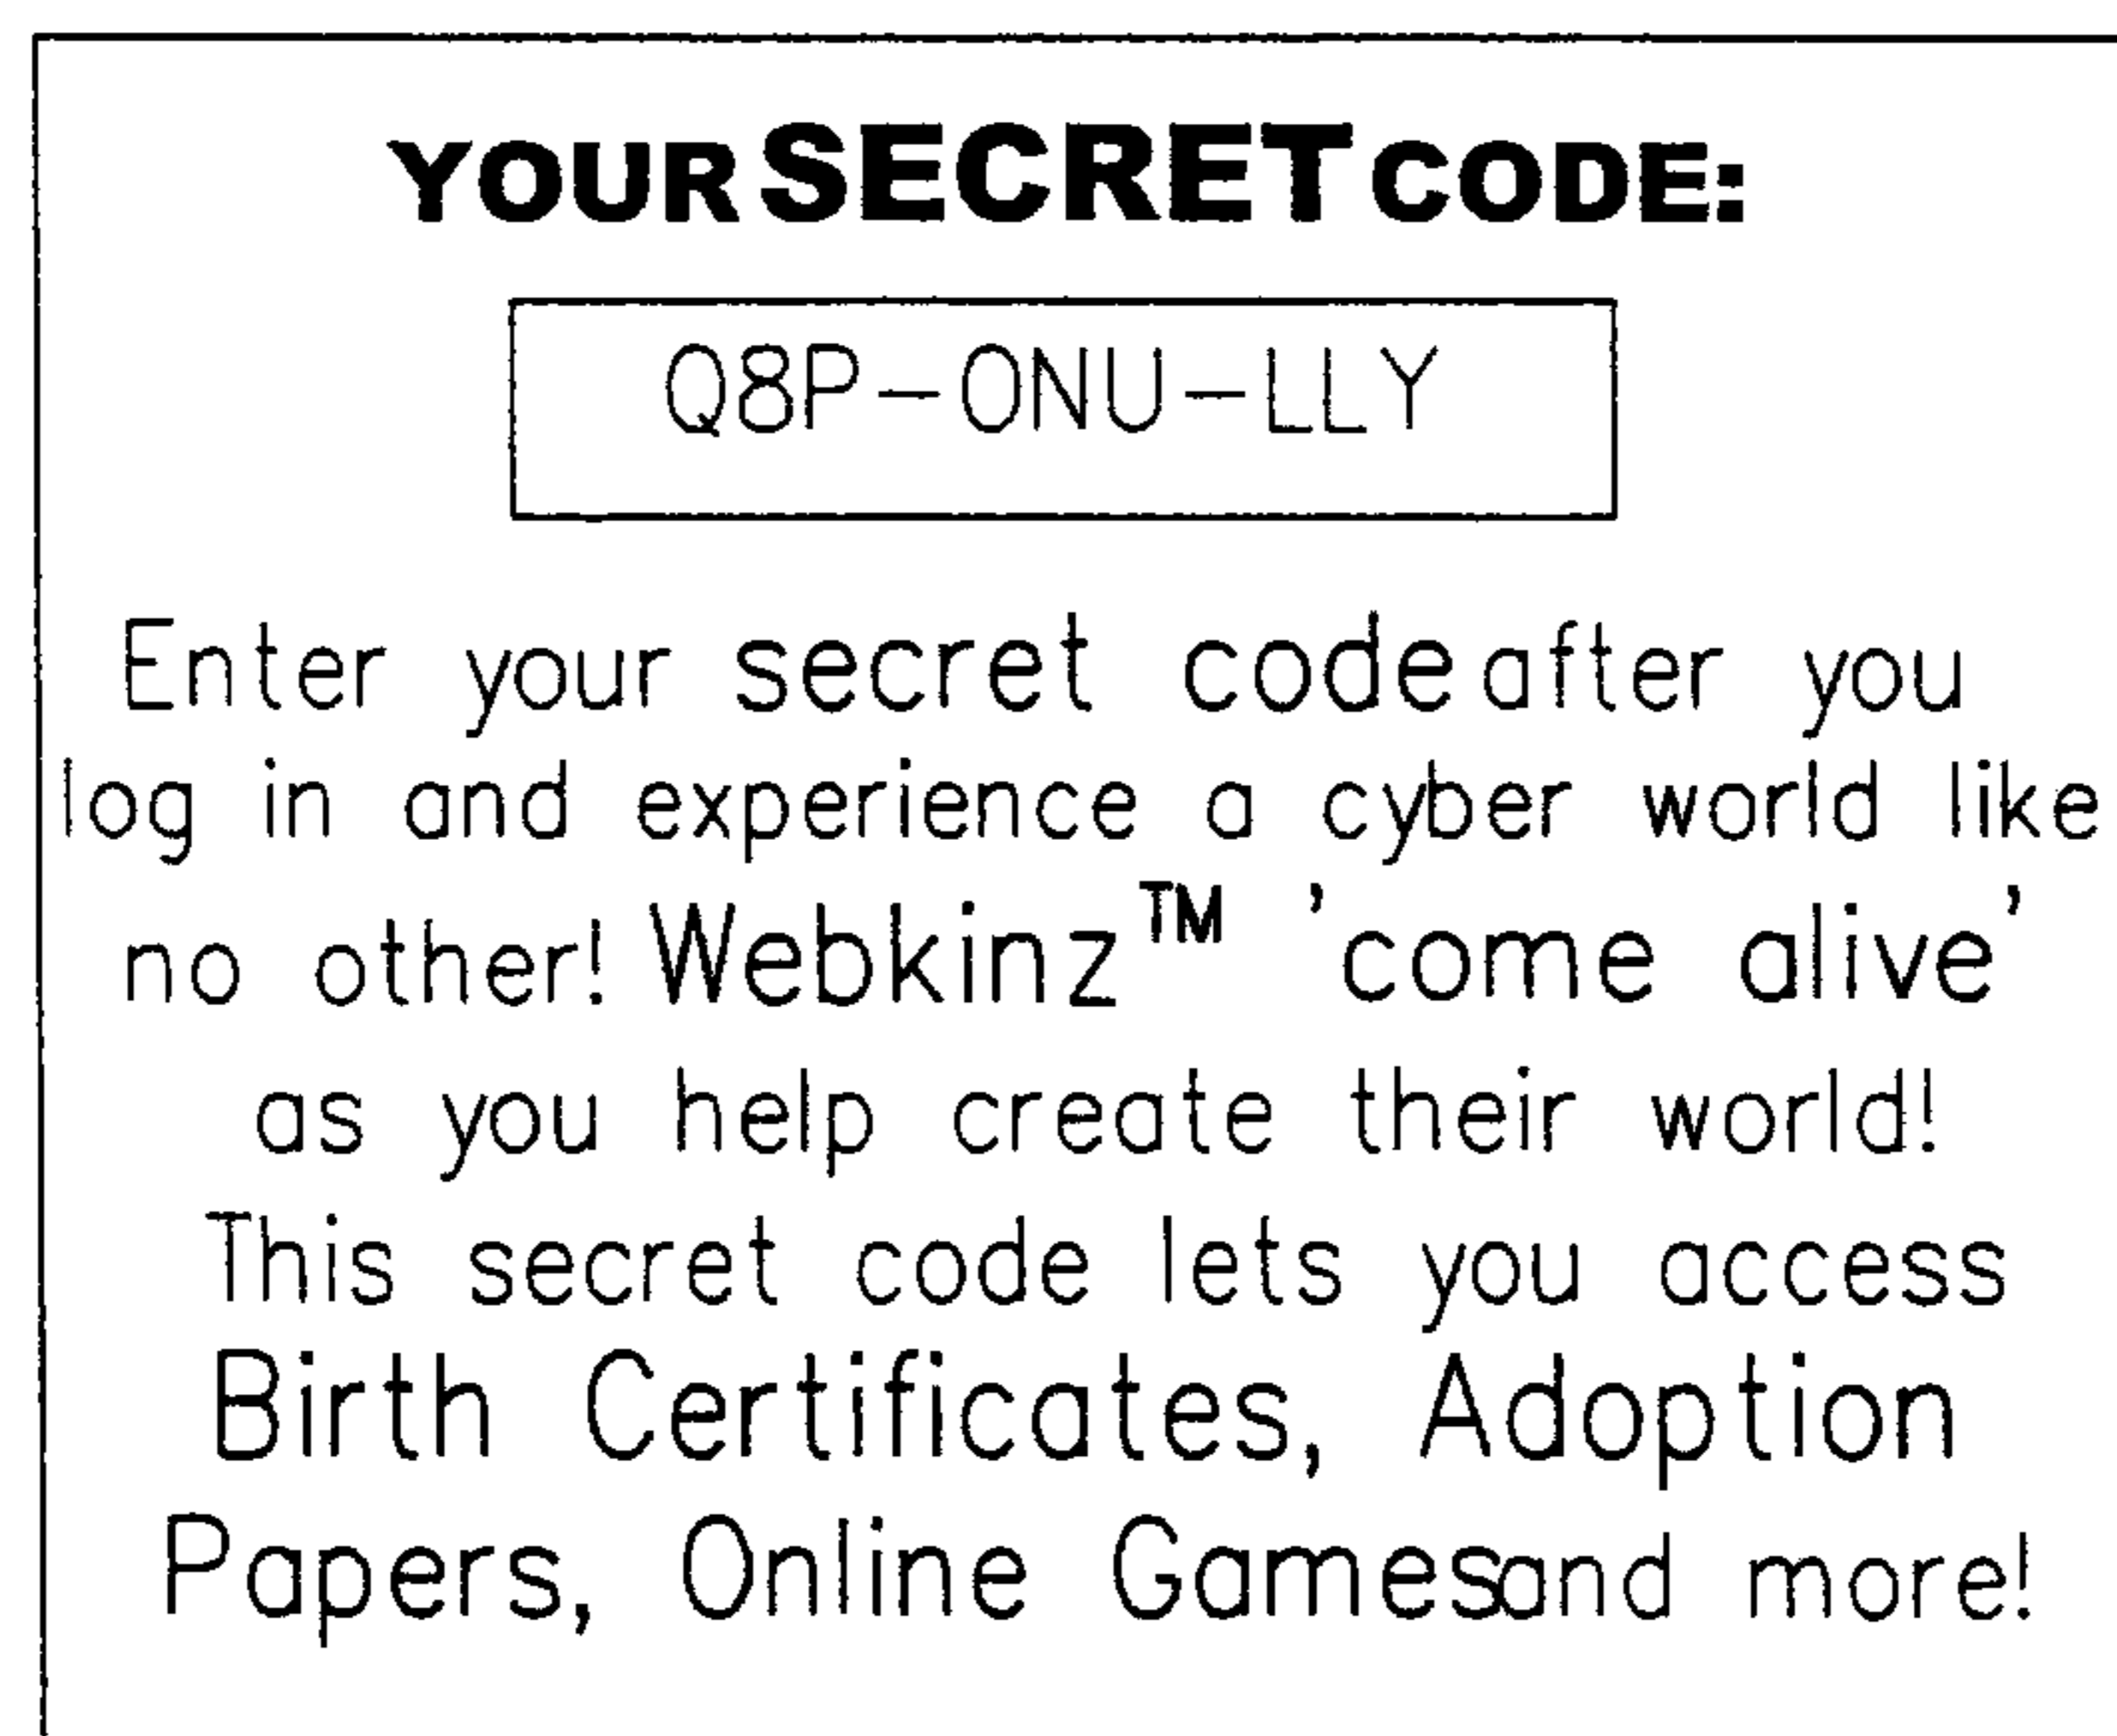 YOUR SECRET CODE:
Q8P-ONU-LLY
Enter your secret code after you
log in and experience a cyber world like
no other! Webkinz™ 'come alive'
as you help create their world!
This secret code lets you access
Birth Certificates, Adoption
Papers, Online Games and more!